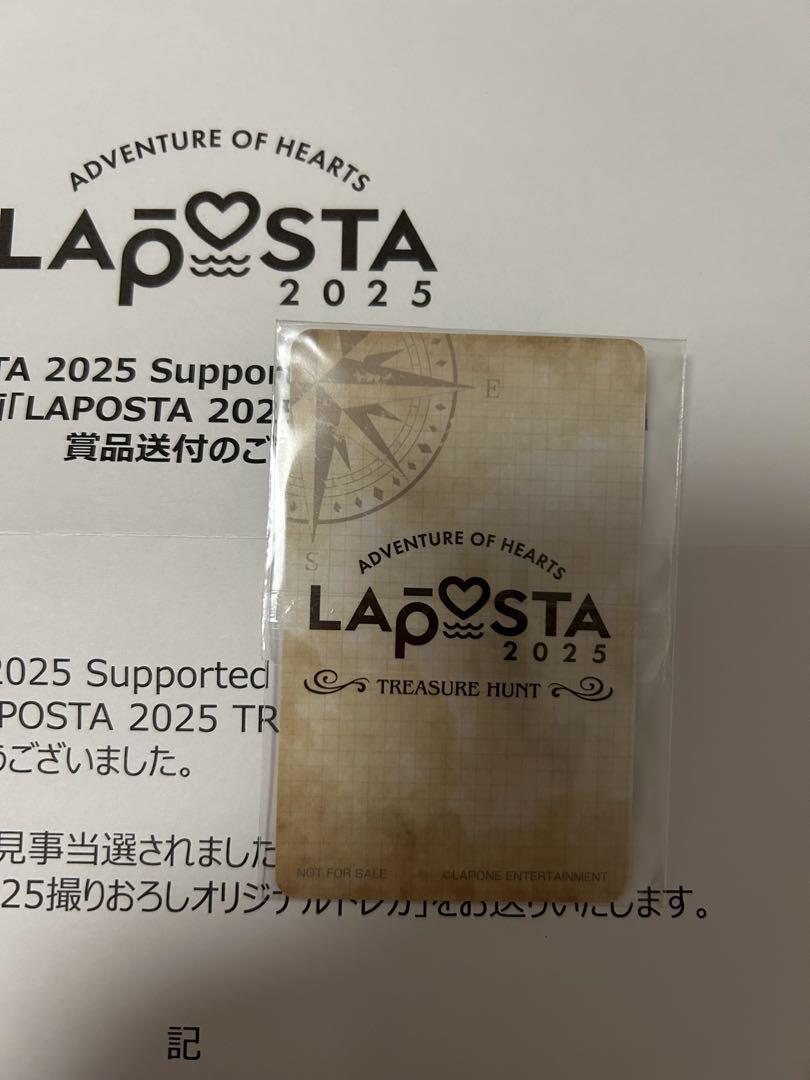 ADVENTURE OF HEARTS
LAPOSTA
2025
TA 2025 Suppor
「LAPOSTA 202
賞品送付のご
E
S
ADVENTURE OF HEARTS
LAPOSTA
2025
TREASURE HUNT
2025 Supported
POSTA 2025 TR
うございました。
見事当選されました
25撮りおろしオリジナルトレカ」をお送りいたします。
NOT FOR SALE
©LAPONE ENTERTAINMENT
記